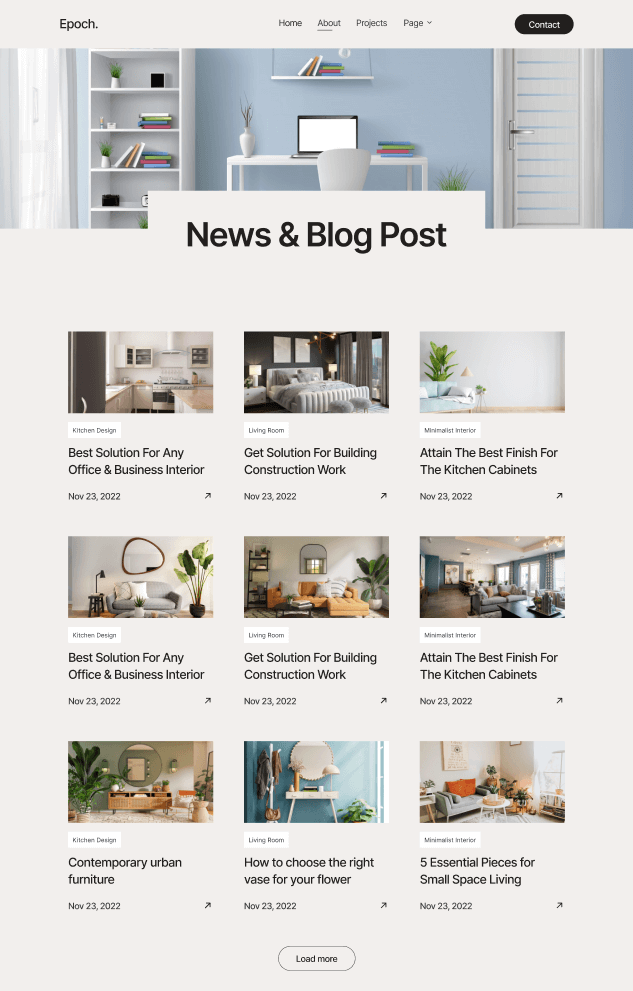 Epoch.
Home About Projects Page
Contact
News & Blog Post
Kitchen Design
Best Solution For Any
Office & Business Interior
Nov 23, 2022
Living Room
Get Solution For Building
Construction Work
Nov 23, 2022
Minimalist Interior
Attain The Best Finish For
The Kitchen Cabinets
Nov 23, 2022
Kitchen Design
Best Solution For Any
Office & Business Interior
Nov 23, 2022
Living Room
Get Solution For Building
Construction Work
Nov 23, 2022
Minimalist Interior
Attain The Best Finish For
The Kitchen Cabinets
Nov 23, 2022
Kitchen Design
Contemporary urban
furniture
Nov 23, 2022
Living Room
How to choose the right
vase for your flower
Nov 23, 2022
Minimalist Interior
5 Essential Pieces for
Small Space Living
Nov 23, 2022
Load more